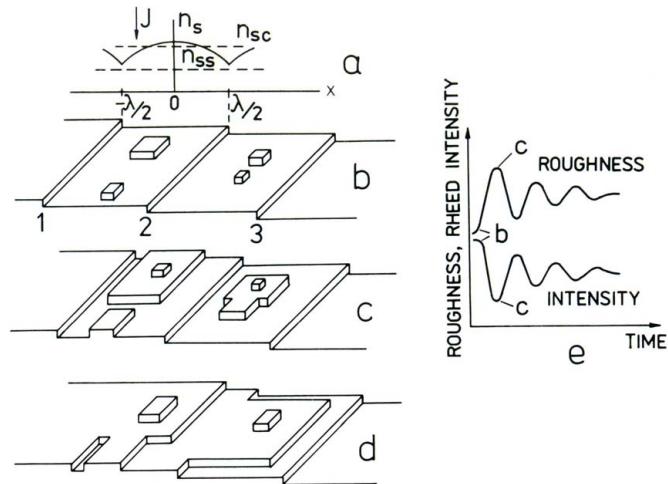 J n_s n_sc
n_ss
a
-λ/2 0 λ/2 x
b
1 2 3
c
d
ROUGHNESS, RHEED INTENSITY
c
ROUGHNESS
b
c
INTENSITY
TIME
e